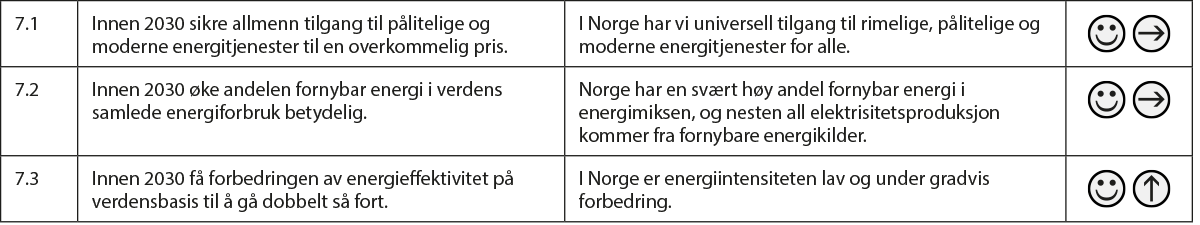 7.1
Innen 2030 sikre allmenn tilgang til pålitelige og
moderne energitjenester til en overkommelig pris.
I Norge har vi universell tilgang til rimelige, pålitelige og
moderne energitjenester for alle.
7.2
Innen 2030 øke andelen fornybar energi i verdens
samlede energiforbruk betydelig.
Norge har en svært høy andel fornybar energi i
energimiksen, og nesten all elektrisitetsproduksjon
kommer fra fornybare energikilder.
7.3
Innen 2030 få forbedringen av energieffektivitet på
verdensbasis til å gå dobbelt så fort.
I Norge er energiintensiteten lav og under gradvis
forbedring.